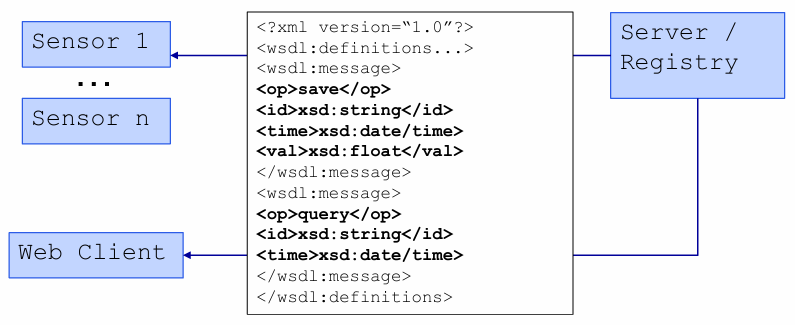 Sensor 1
...
Sensor n
Web Client
<?xml version=“1.0”?>
<wsdl:definitions...>
<wsdl:message>
<op>save</op>
<id>xsd:string</id>
<time>xsd:date/time>
<val>xsd:float</val>
</wsdl:message>
<wsdl:message>
<op>query</op>
<id>xsd:string</id>
<time>xsd:date/time>
</wsdl:message>
</wsdl:definitions>
Server /
Registry